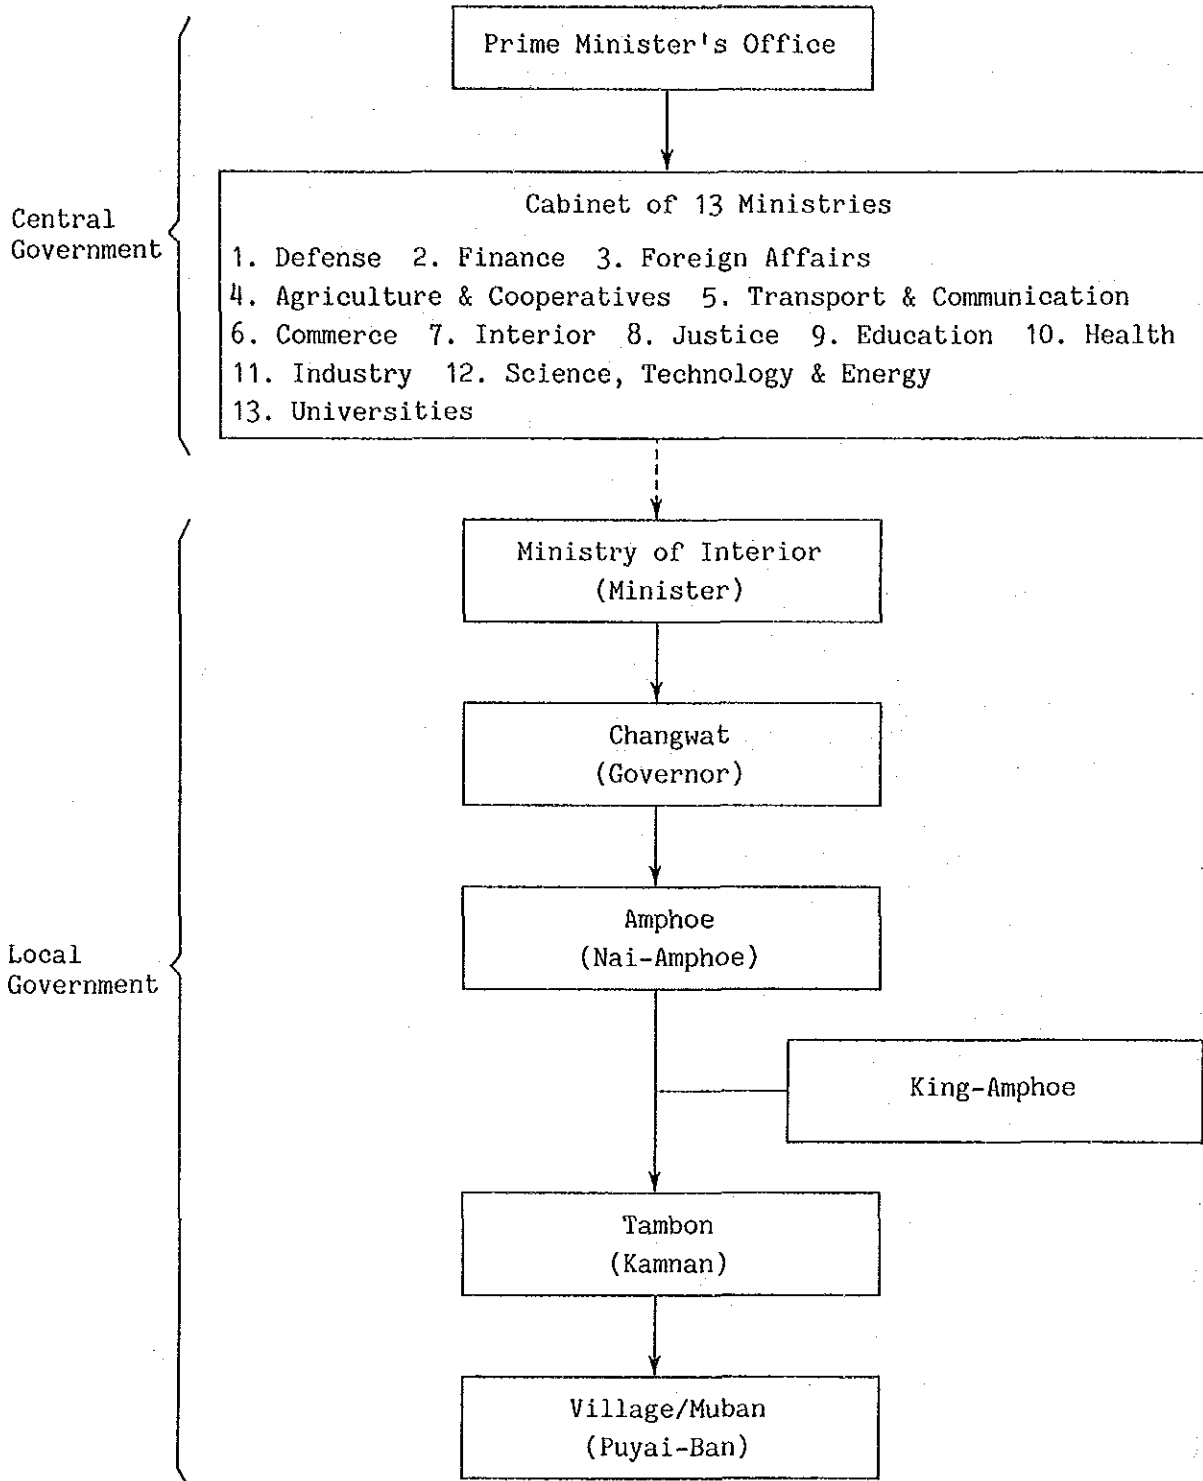 Prime Minister's Office
Central
Government
Cabinet of 13 Ministries
1. Defense 2. Finance 3. Foreign Affairs
4. Agriculture & Cooperatives 5. Transport & Communication
6. Commerce 7. Interior 8. Justice 9. Education 10. Health
11. Industry 12. Science, Technology & Energy
13. Universities
Ministry of Interior
(Minister)
Changwat
(Governor)
Local
Government
Amphoe
(Nai-Amphoe)
King-Amphoe
Tambon
(Kamnan)
Village/Muban
(Puyai-Ban)